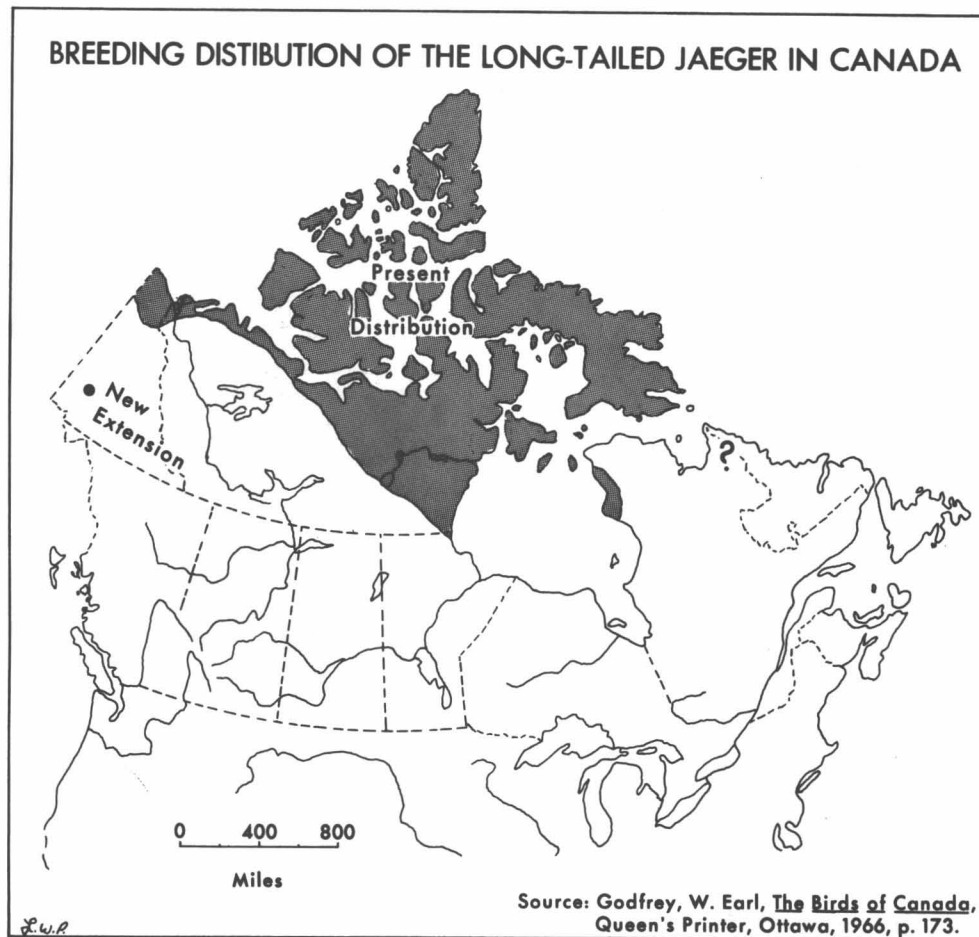 BREEDING DISTIBUTION OF THE LONG-TAILED JAEGER IN CANADA
Present
Distribution
New
Extension
?
0 400 800
Miles
Source: Godfrey, W. Earl, The Birds of Canada,
Queen's Printer, Ottawa, 1966, p. 173.
L.W.P.